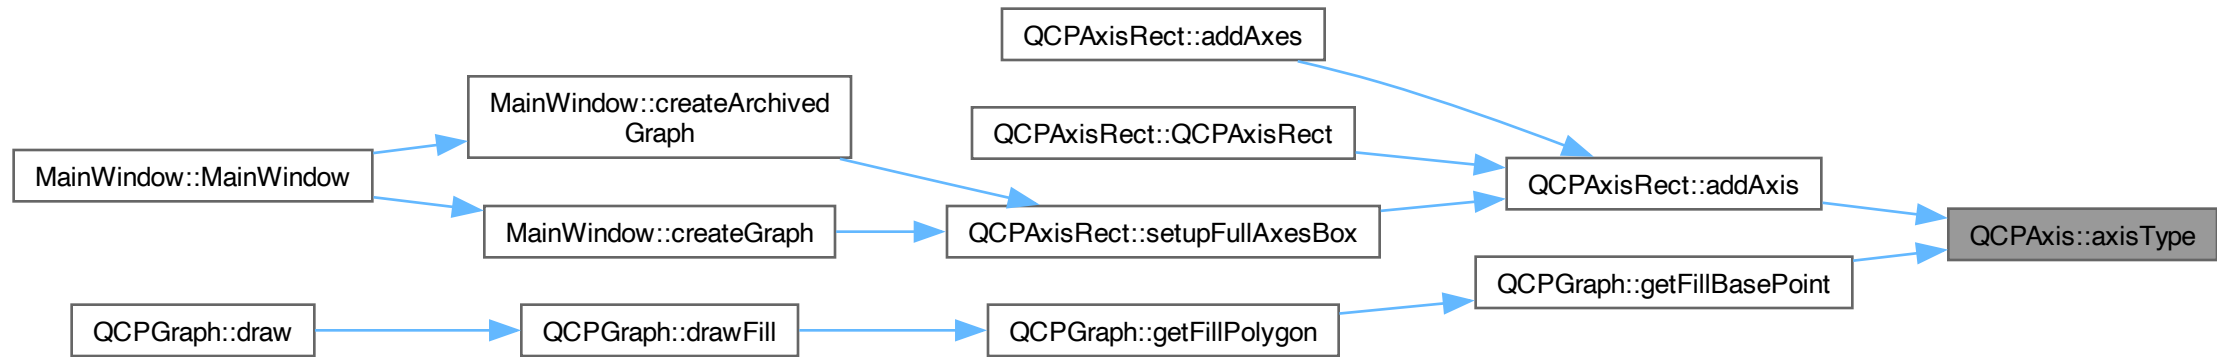 QCPAxisRect::addAxes
MainWindow::createArchived
Graph
QCPAxisRect::QCPAxisRect
MainWindow::MainWindow
QCPAxisRect::addAxis
MainWindow::createGraph
QCPAxisRect::setupFullAxesBox
QCPAxis::axisType
QCPGraph::getFillBasePoint
QCPGraph::draw
QCPGraph::drawFill
QCPGraph::getFillPolygon